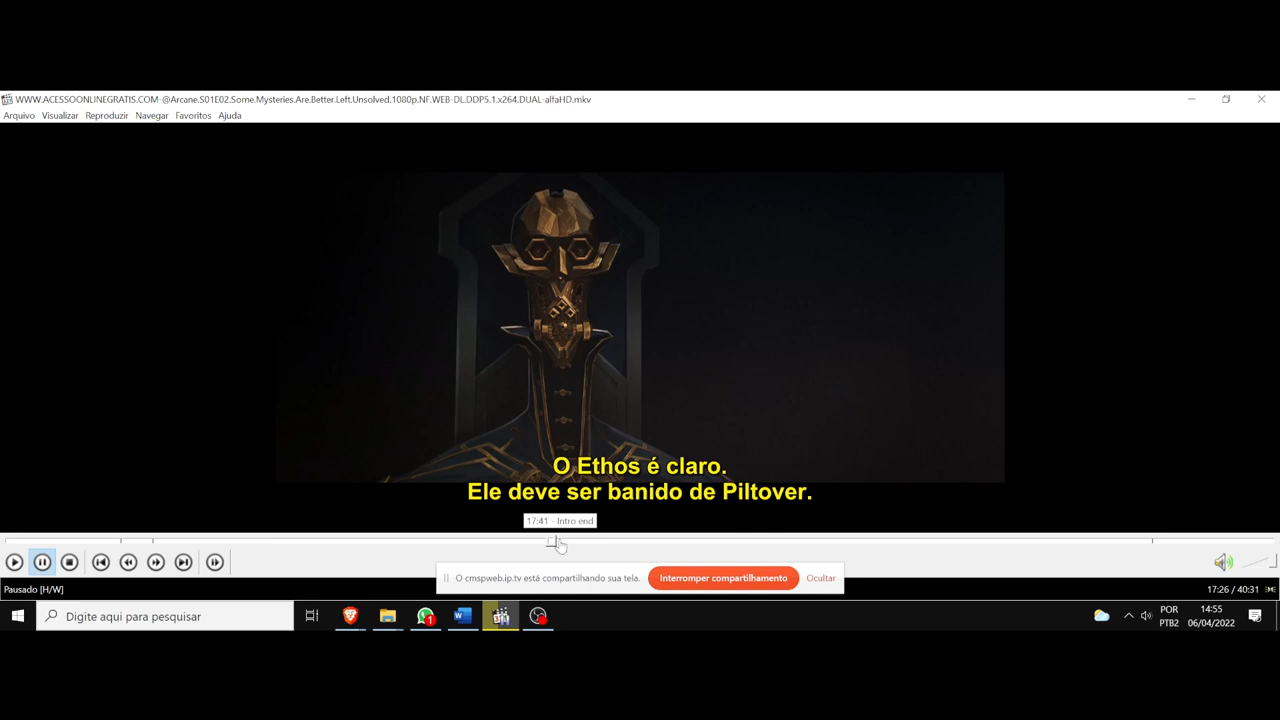 WWW.ACESSOONLINEGRATIS.COM-@Arcane.S01E02.Some.Mysteries.Are.Better.Left.Unsolved.1080p.NF.WEB-DL.DDP5.1.x264.DUAL-alfaHD.mkv
Arquivo Visualizar Reproduzir Navegar Favoritos Ajuda
O Ethos é claro.
Ele deve ser banido de Piltover.
17:41 - Intro end
O cmspweb.ip.tv está compartilhando sua tela. Interromper compartilhamento Ocultar
Pausado [H/W] 17:26 / 40:31
Digite aqui para pesquisar
1
POR
PTB2
14:55
06/04/2022